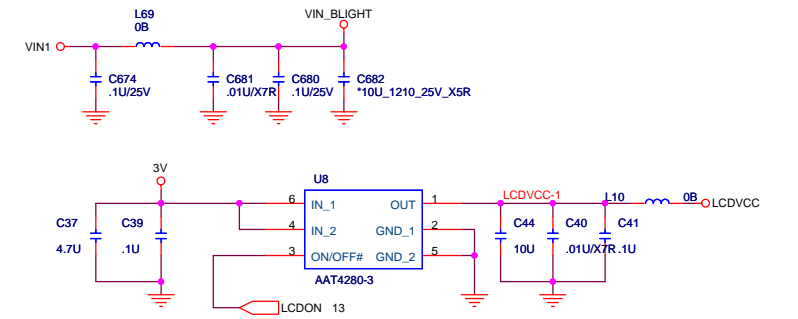 L69
0B
VIN_BLIGHT
VIN1
C674
.1U/25V
C681
.01U/X7R
C680
.1U/25V
C682
*10U_1210_25V_X5R
3V
U8
C37
4.7U
C39
.1U
6
IN_1
4
IN_2
3
ON/OFF#
OUT
1
GND_1
2
GND_2
5
AAT4280-3
LCDON 13
LCDVCC-1
L10
0B
LCDVCC
C44
10U
C40
.01U/X7R
C41
.1U